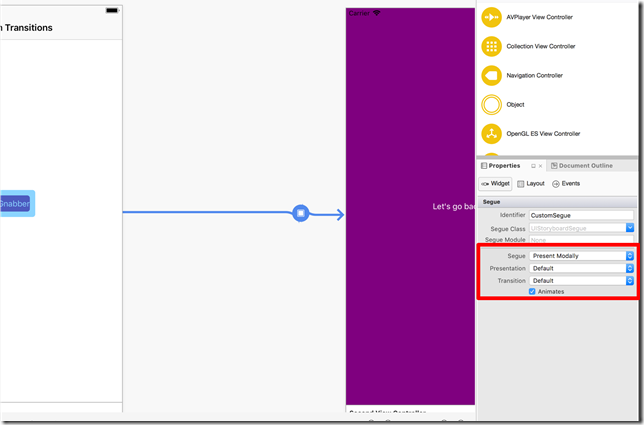 Transitions
Gnabber
Carrier
Let's go bac
AVPlayer View Controller
Collection View Controller
Navigation Controller
Object
OpenGL ES View Controller
Properties
Document Outline
Widget
Layout
Events
Segue
Identifier CustomSegue
Segue Class UIStoryboardSegue
Segue Module None
Segue Present Modally
Presentation Default
Transition Default
Animates
Second View Controller